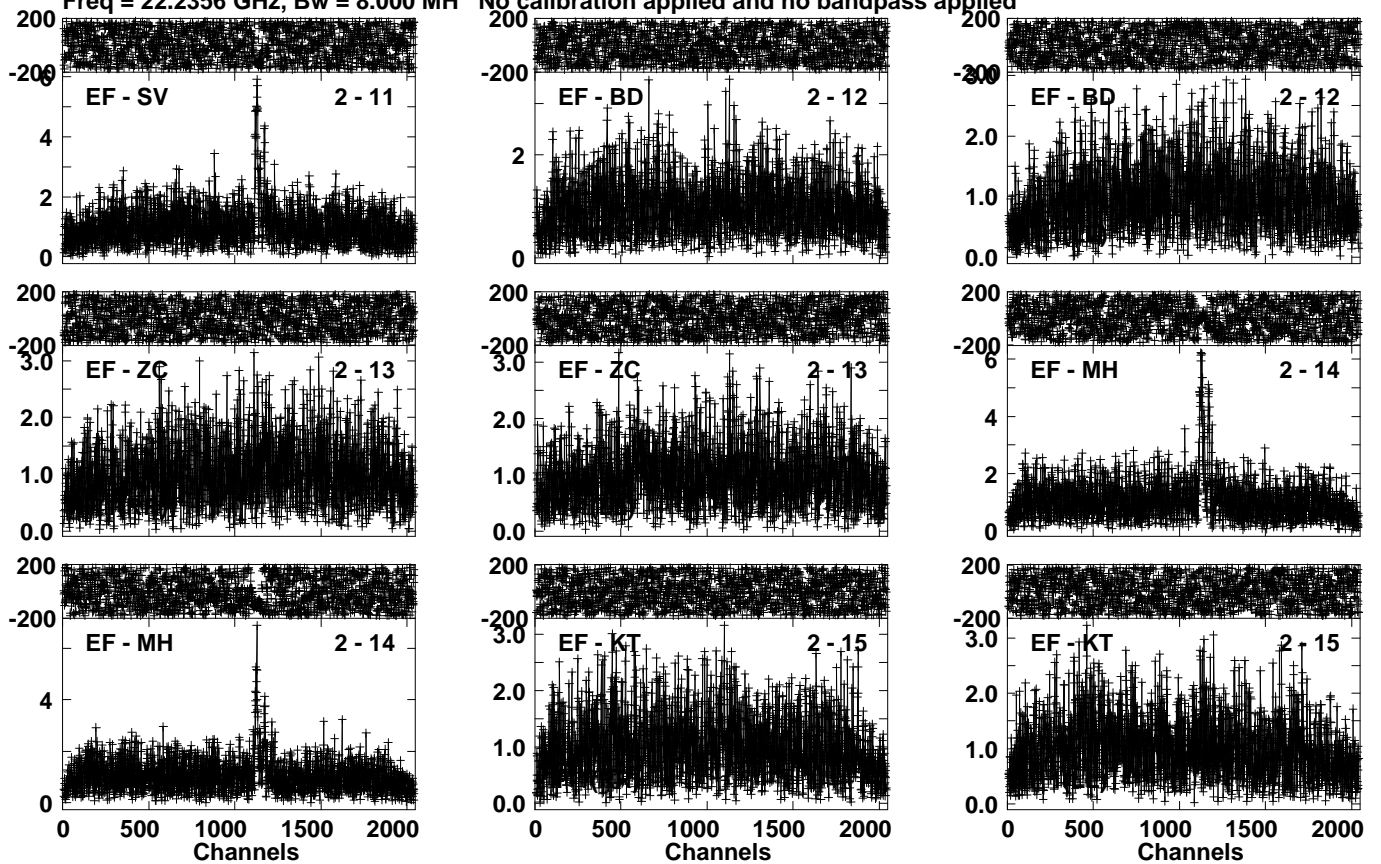 Freq = 22.2356 GHz, Bw = 8.000 MH No calibration applied and no bandpass applied
200 200 200
-200 -200 -200
6 3.0
EF - SV 2 - 11 EF - BD 2 - 12 EF - BD 2 - 12
4 2 2.0
2 1.0
0 0 0.0
200 200 200
-200 -200 -200
3.0 3.0 6
EF - ZC 2 - 13 EF - ZC 2 - 13 EF - MH 2 - 14
2.0 2.0 4
1.0 1.0 2
0.0 0.0 0
200 200 200
-200 -200 -200
3.0 3.0
EF - MH 2 - 14 EF - KT 2 - 15 EF - KT 2 - 15
4 2.0 2.0
1.0 1.0
0 0.0 0.0
0 500 1000 1500 2000 0 500 1000 1500 2000 0 500 1000 1500 2000
Channels Channels Channels